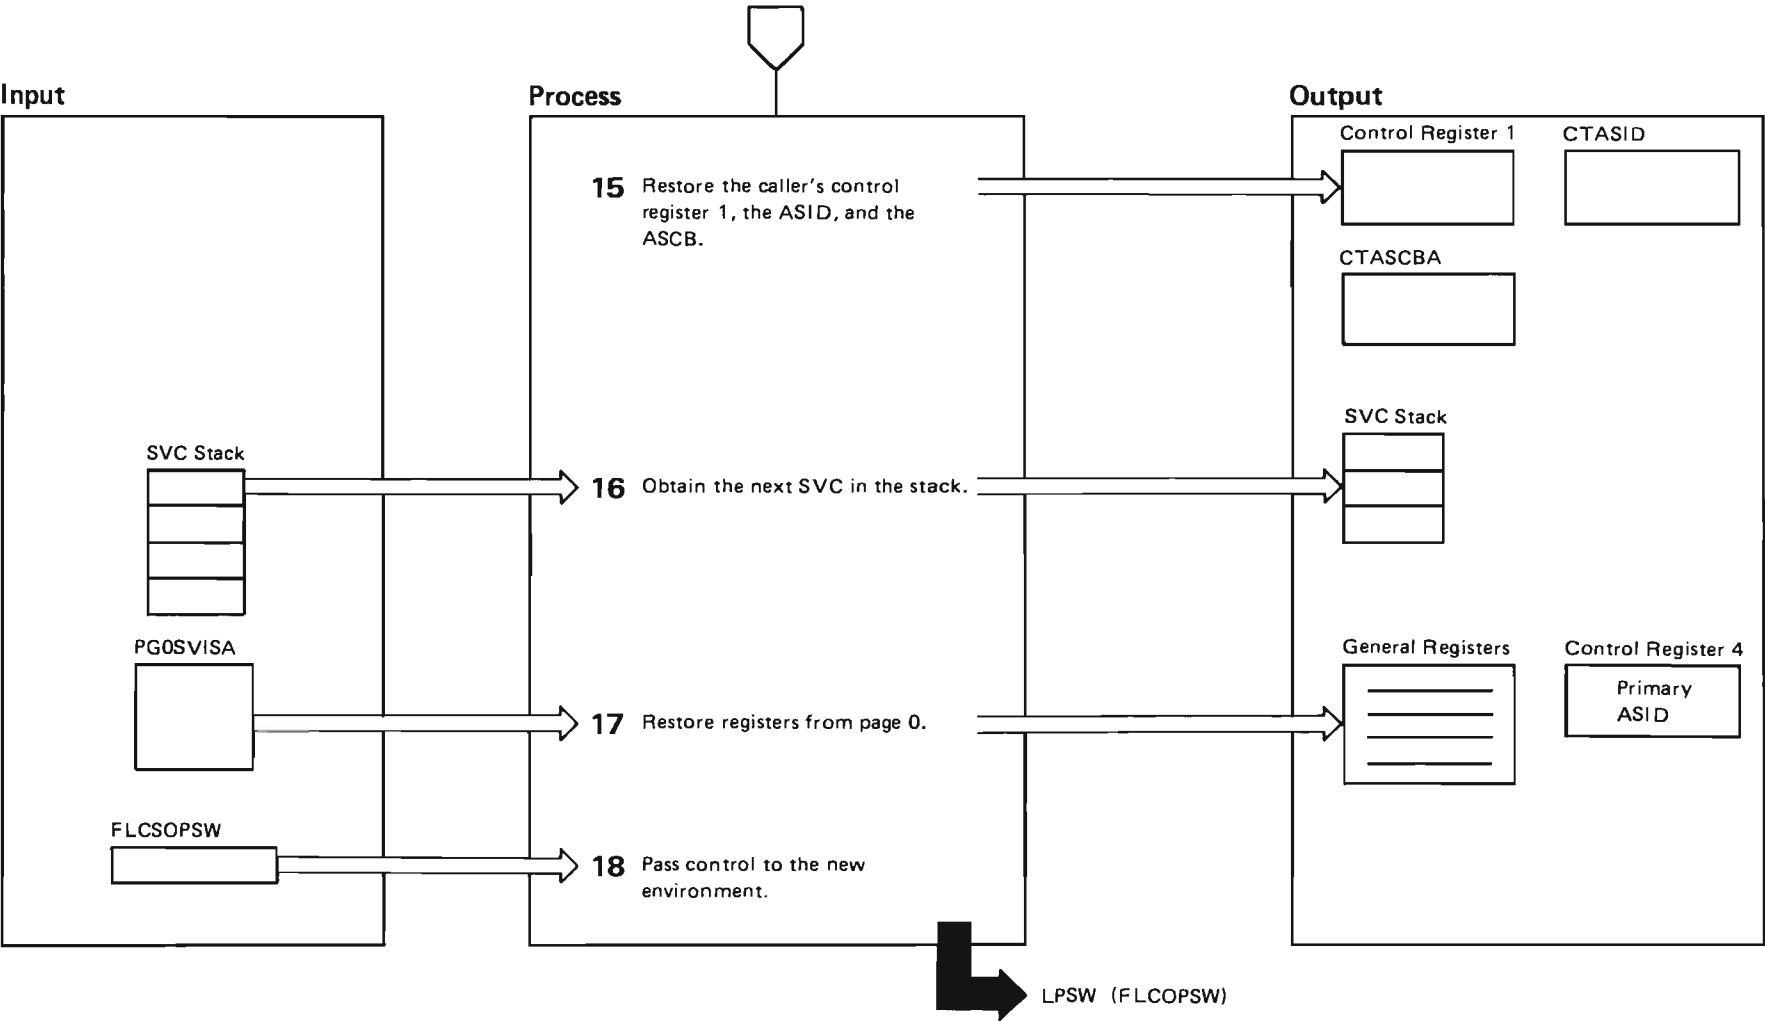 Input
Process
Output
Control Register 1
CTASID
15 Restore the caller's control
register 1, the ASID, and the
ASCB.
CTASCBA
SVC Stack
SVC Stack
16 Obtain the next SVC in the stack.
PG0SVISA
General Registers
Control Register 4
Primary
ASID
17 Restore registers from page 0.
FLCSOPSW
18 Pass control to the new
environment.
LPSW (FLCOPSW)